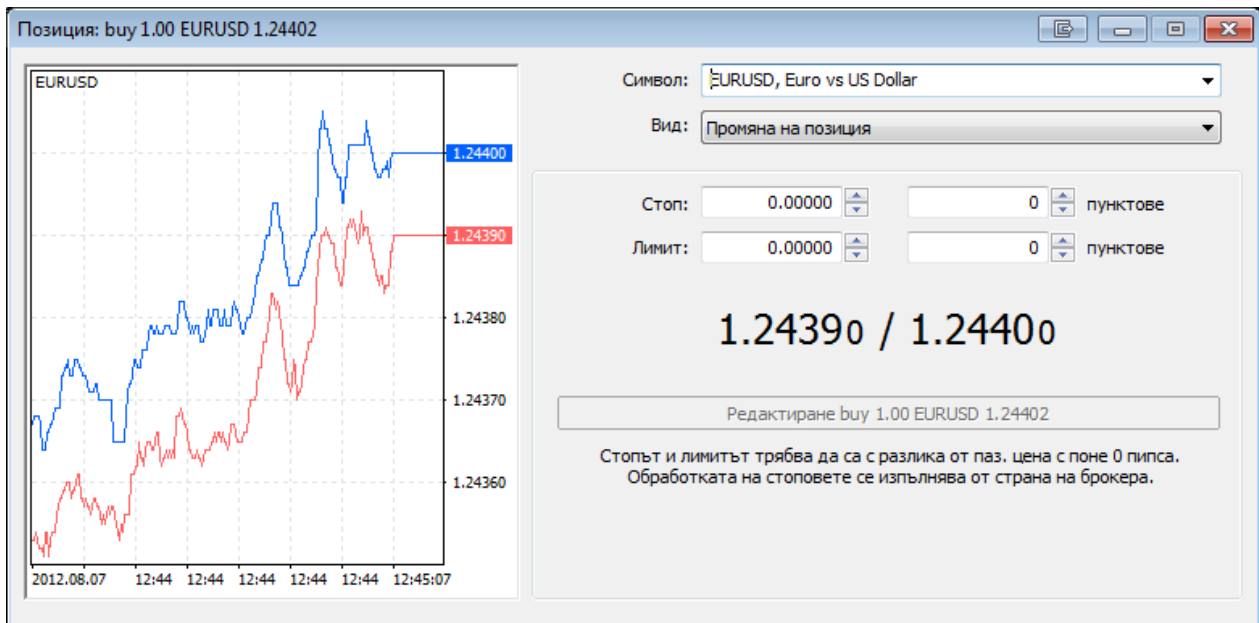 Позиция: buy 1.00 EURUSD 1.24402
EURUSD
1.24400
1.24390
1.24380
1.24370
1.24360
2012.08.07 12:44 12:44 12:44 12:44 12:44 12:45:07
Символ: EURUSD, Euro vs US Dollar
Вид: Промяна на позиция
Стоп: 0.00000 0 пунктове
Лимит: 0.00000 0 пунктове
1.24390 / 1.24400
Редактиране buy 1.00 EURUSD 1.24402
Стопът и лимитът трябва да са с разлика от паз. цена с поне 0 пипса.
Обработката на стоповете се изпълнява от страна на брокера.